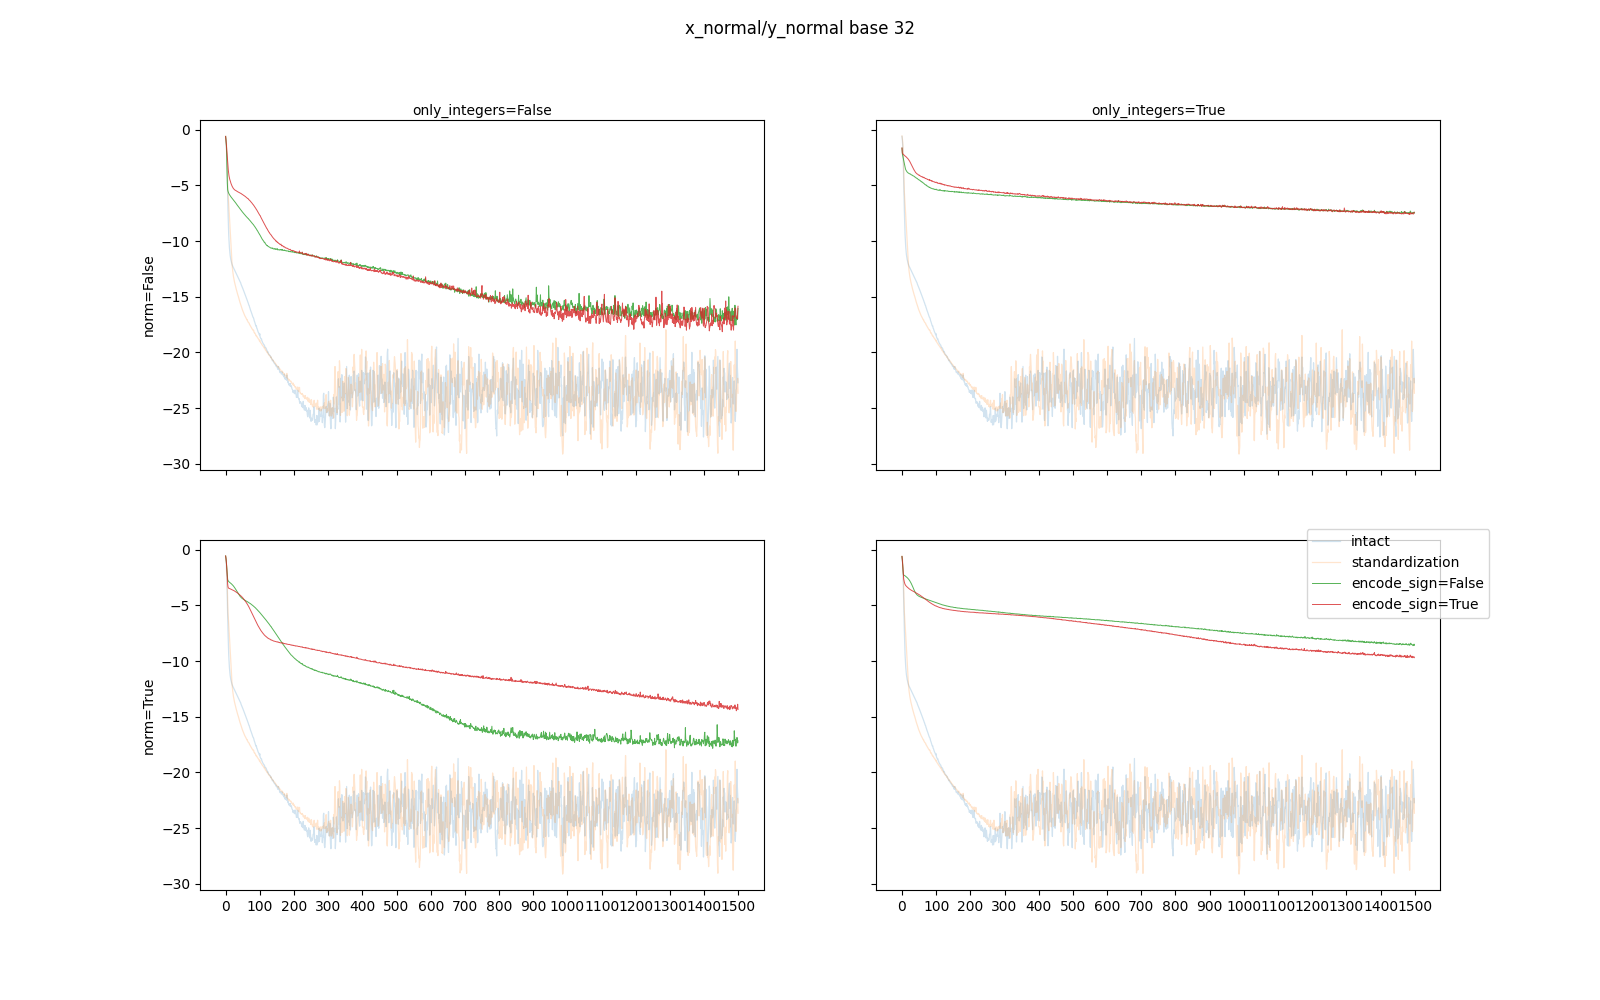 x_normal/y_normal base 32
only_integers=False
only_integers=True
norm=False
0
−5
−10
−15
−20
−25
−30
norm=True
0
−5
−10
−15
−20
−25
−30
intact
standardization
encode_sign=False
encode_sign=True
0 100 200 300 400 500 600 700 800 900 1000 1100 1200 1300 1400 1500
0 100 200 300 400 500 600 700 800 900 1000 1100 1200 1300 1400 1500